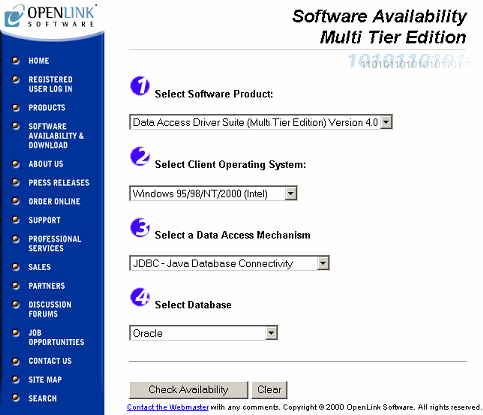 OPENLINK
SOFTWARE
Software Availability
Multi Tier Edition
HOME
REGISTERED
USER LOG IN
PRODUCTS
SOFTWARE
AVAILABILITY &
DOWNLOAD
ABOUT US
PRESS RELEASES
ORDER ONLINE
SUPPORT
PROFESSIONAL
SERVICES
SALES
PARTNERS
DISCUSSION
FORUMS
JOB
OPPORTUNITIES
CONTACT US
SITE MAP
SEARCH
1 Select Software Product:
Data Access Driver Suite (Multi Tier Edition) Version 4.0
2 Select Client Operating System:
Windows 95/98/NT/2000 (Intel)
3 Select a Data Access Mechanism
JDBC - Java Database Connectivity
4 Select Database
Oracle
Check Availability Clear
Contact the Webmaster with any comments. Copyright © 2000 OpenLink Software. All rights reserved.